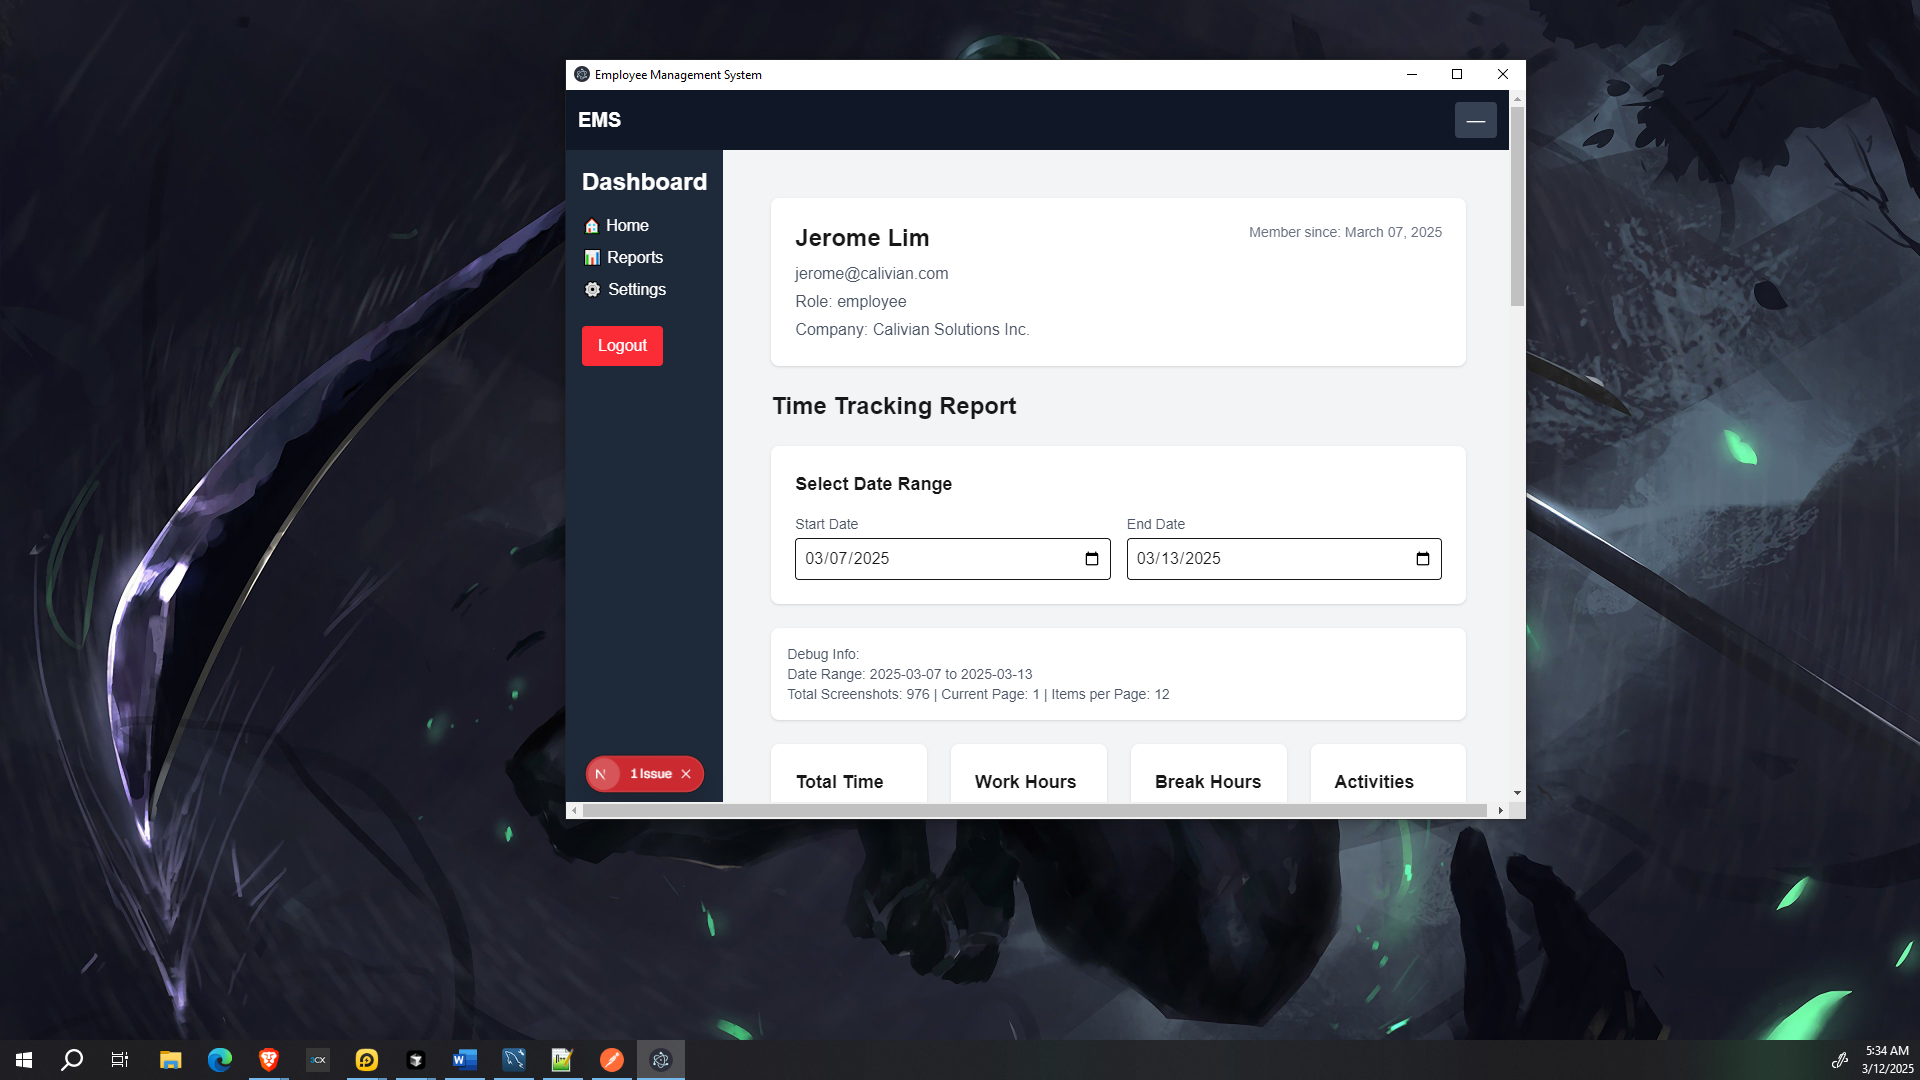 Employee Management System
EMS
Dashboard
Home
Reports
Settings
Logout
Jerome Lim
Member since: March 07, 2025
jerome@calivian.com
Role: employee
Company: Calivian Solutions Inc.
Time Tracking Report
Select Date Range
Start Date
End Date
03/07/2025
03/13/2025
Debug Info:
Date Range: 2025-03-07 to 2025-03-13
Total Screenshots: 976 | Current Page: 1 | Items per Page: 12
Total Time
Work Hours
Break Hours
Activities
N 1 Issue
3CX
W
5:34 AM
3/12/2025